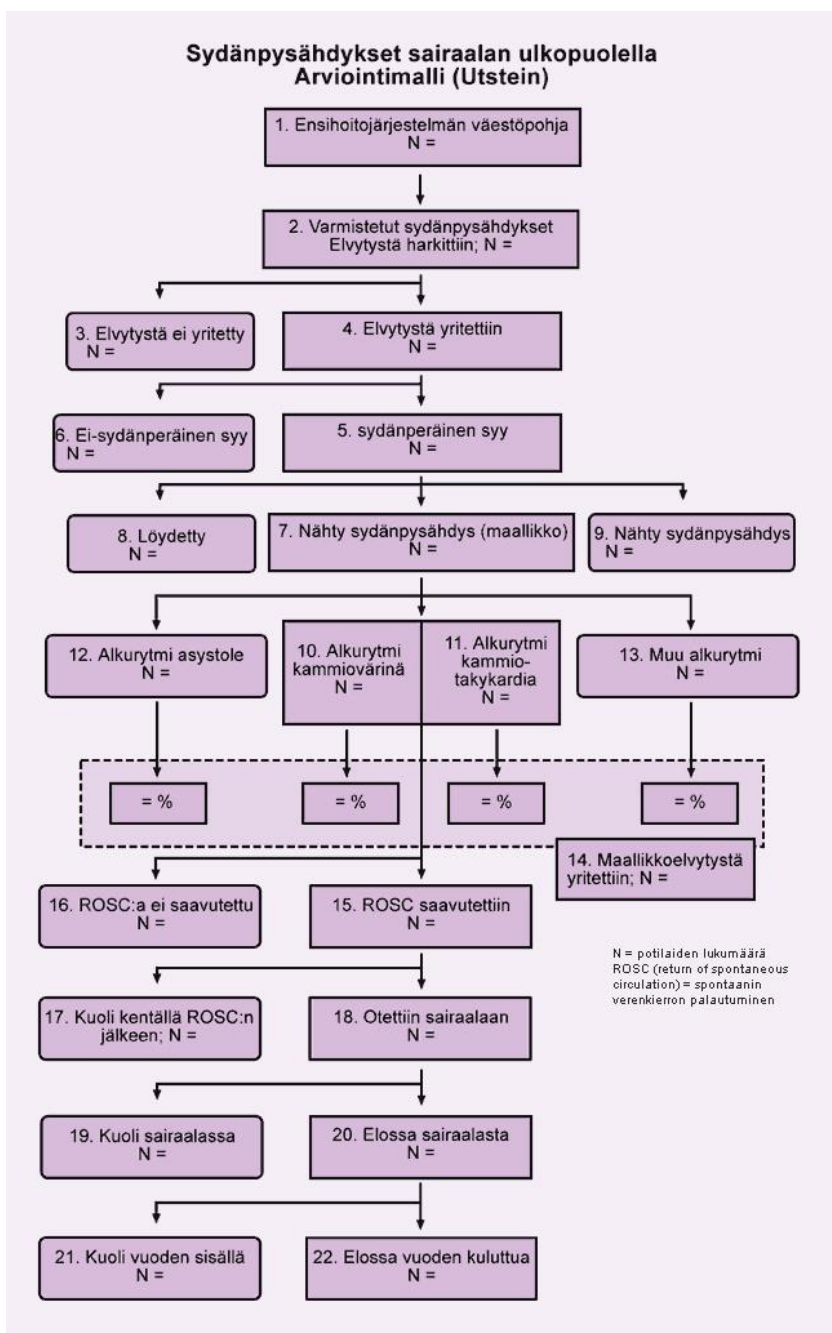 Sydänpysähdykset sairaalan ulkopuolella
Arviointimalli (Utstein)
1. Ensihoitojärjestelmän väestöpohja
N =
2. Varmistetut sydänpysähdykset
Elvytystä harkittiin; N =
3. Elvytystä ei yritetty
N =
4. Elvytystä yritettiin
N =
6. Ei-sydänperäinen syy
N =
5. sydänperäinen syy
N =
8. Löydetty
N =
7. Nähty sydänpysähdys (maallikko)
N =
9. Nähty sydänpysähdys
N =
12. Alkurytmi asystole
N =
10. Alkurytmi
kammiovärinä
N =
11. Alkurytmi
kammio-
takykardia
N =
13. Muu alkurytmi
N =
= %
= %
= %
= %
14. Maallikkoelvytystä
yritettiin; N =
16. ROSC:a ei saavutettu
N =
15. ROSC saavutettiin
N =
N = potilaiden lukumäärä
ROSC (return of spontaneous
circulation) = spontaanin
verenkierron palautuminen
17. Kuoli kentällä ROSC:n
jälkeen; N =
18. Otettiin sairaalaan
N =
19. Kuoli sairaalassa
N =
20. Elossa sairaalasta
N =
21. Kuoli vuoden sisällä
N =
22. Elossa vuoden kuluttua
N =